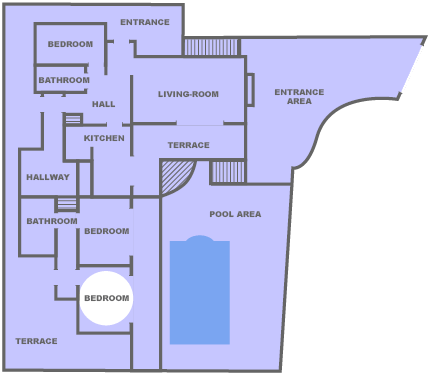 ENTRANCE
BEDROOM
BATHROOM
HALL
LIVING-ROOM
ENTRANCE
AREA
KITCHEN
TERRACE
HALLWAY
BATHROOM
POOL AREA
BEDROOM
BEDROOM
TERRACE